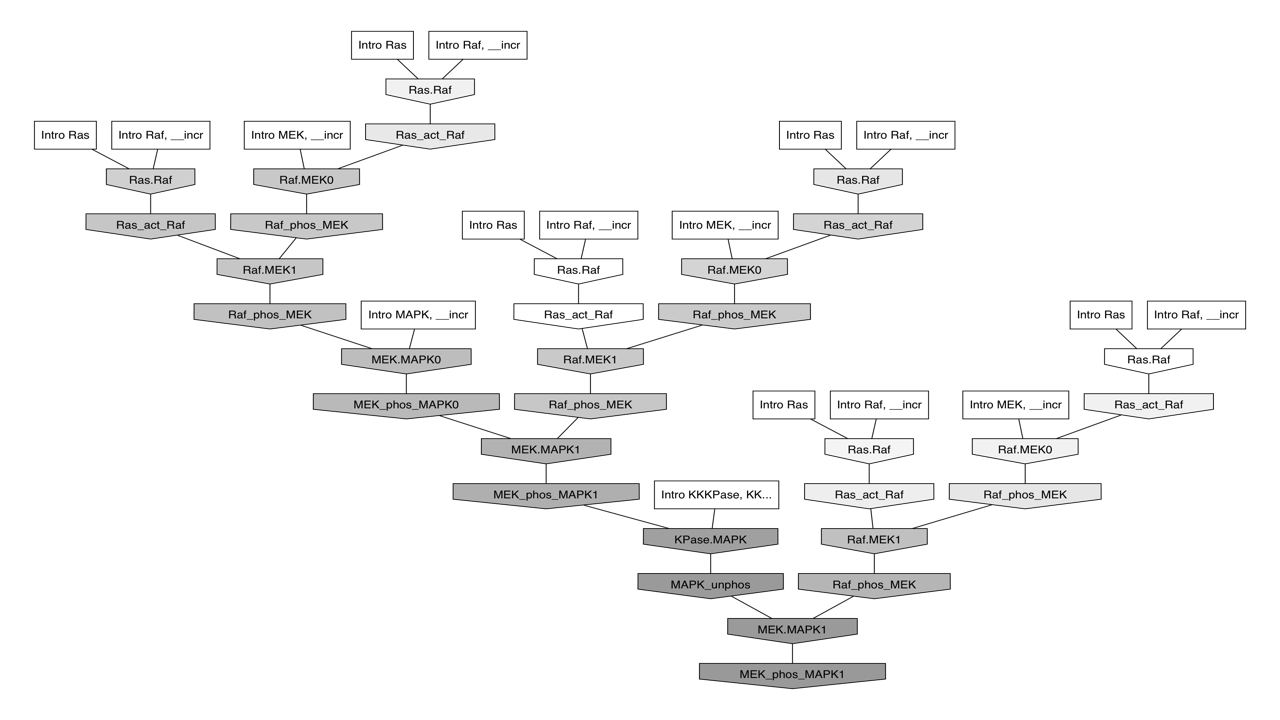 Intro Ras
Intro Raf, __incr
Ras.Raf
Intro Ras
Intro Raf, __incr
Intro MEK, __incr
Ras_act_Raf
Intro Ras
Intro Raf, __incr
Ras.Raf
Raf.MEK0
Ras.Raf
Ras_act_Raf
Raf_phos_MEK
Intro Ras
Intro Raf, __incr
Intro MEK, __incr
Ras_act_Raf
Raf.MEK1
Ras.Raf
Raf.MEK0
Raf_phos_MEK
Intro MAPK, __incr
Ras_act_Raf
Raf_phos_MEK
Intro Ras
Intro Raf, __incr
MEK.MAPK0
Raf.MEK1
Ras.Raf
MEK_phos_MAPK0
Raf_phos_MEK
Intro Ras
Intro Raf, __incr
Intro MEK, __incr
Ras_act_Raf
MEK.MAPK1
Ras.Raf
Raf.MEK0
MEK_phos_MAPK1
Intro KKKPase, KK...
Ras_act_Raf
Raf_phos_MEK
KPase.MAPK
Raf.MEK1
MAPK_unphos
Raf_phos_MEK
MEK.MAPK1
MEK_phos_MAPK1